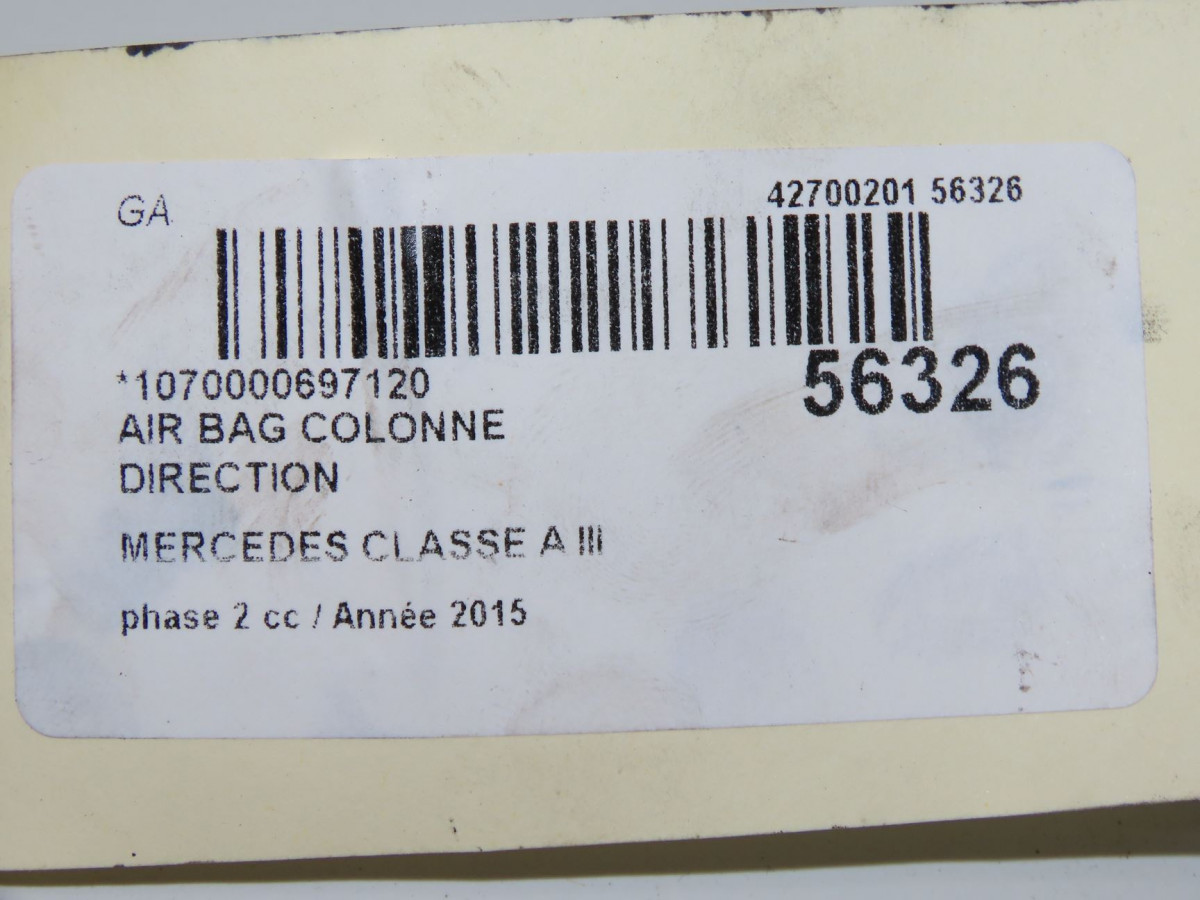 GA
42700201 56326
*1070000697120
56326
AIR BAG COLONNE
DIRECTION
MERCEDES CLASSE A III
phase 2 cc / Année 2015